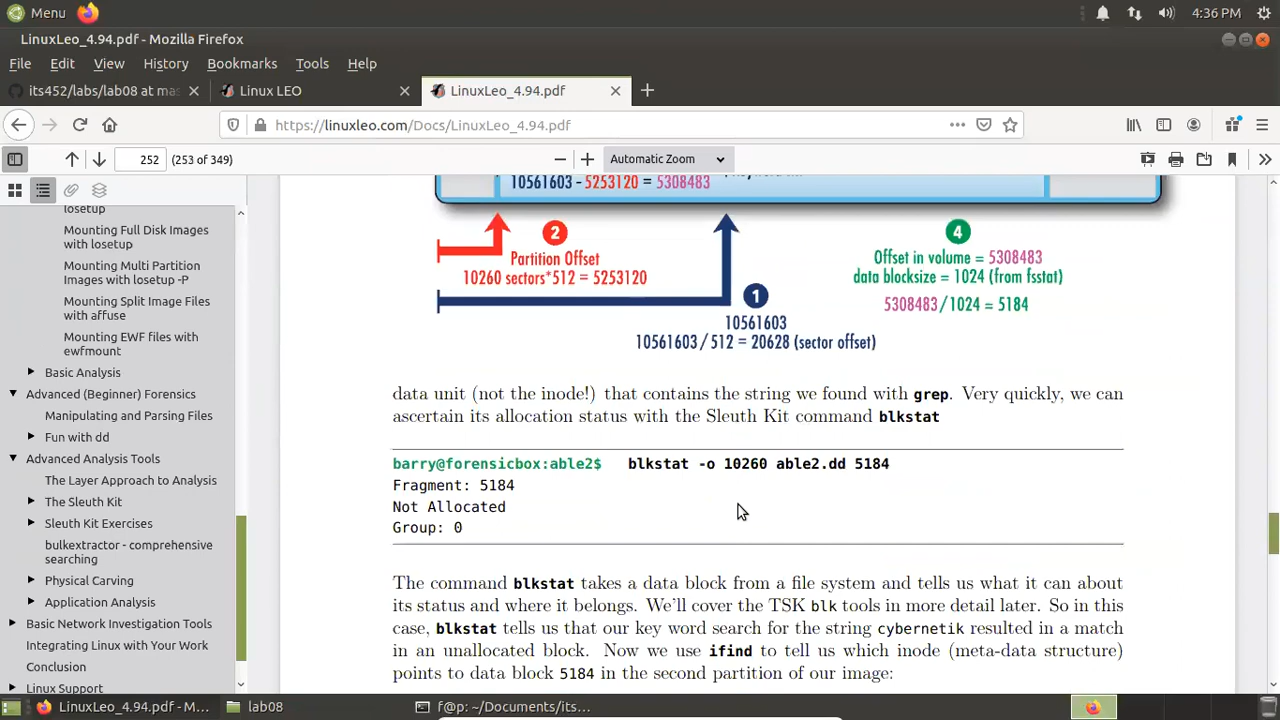 Menu
4:36 PM
LinuxLeo_4.94.pdf - Mozilla Firefox
File Edit View History Bookmarks Tools Help
its452/labs/lab08 at mas
Linux LEO
LinuxLeo_4.94.pdf
https://linuxleo.com/Docs/LinuxLeo_4.94.pdf
252 (253 of 349)
Automatic Zoom
losetup
Mounting Full Disk Images
with losetup
Mounting Multi Partition
Images with losetup -P
Mounting Split Image Files
with affuse
Mounting EWF files with
ewfmount
Basic Analysis
Advanced (Beginner) Forensics
Manipulating and Parsing Files
Fun with dd
Advanced Analysis Tools
The Layer Approach to Analysis
The Sleuth Kit
Sleuth Kit Exercises
bulkextractor - comprehensive
searching
Physical Carving
Application Analysis
Basic Network Investigation Tools
Integrating Linux with Your Work
Conclusion
Linux Support
10561603 - 5253120 = 5308483
2
Partition Offset
10260 sectors*512 = 5253120
1
10561603
10561603/512 = 20628 (sector offset)
4
Offset in volume = 5308483
data blocksize = 1024 (from fsstat)
5308483/1024 = 5184
data unit (not the inode!) that contains the string we found with grep. Very quickly, we can
ascertain its allocation status with the Sleuth Kit command blkstat
barry@forensicbox:able2$ blkstat -o 10260 able2.dd 5184
Fragment: 5184
Not Allocated
Group: 0
The command blkstat takes a data block from a file system and tells us what it can about
its status and where it belongs. We'll cover the TSK blk tools in more detail later. So in this
case, blkstat tells us that our key word search for the string cybernetik resulted in a match
in an unallocated block. Now we use ifind to tell us which inode (meta-data structure)
points to data block 5184 in the second partition of our image:
LinuxLeo_4.94.pdf - M...
lab08
f@p: ~/Documents/its...